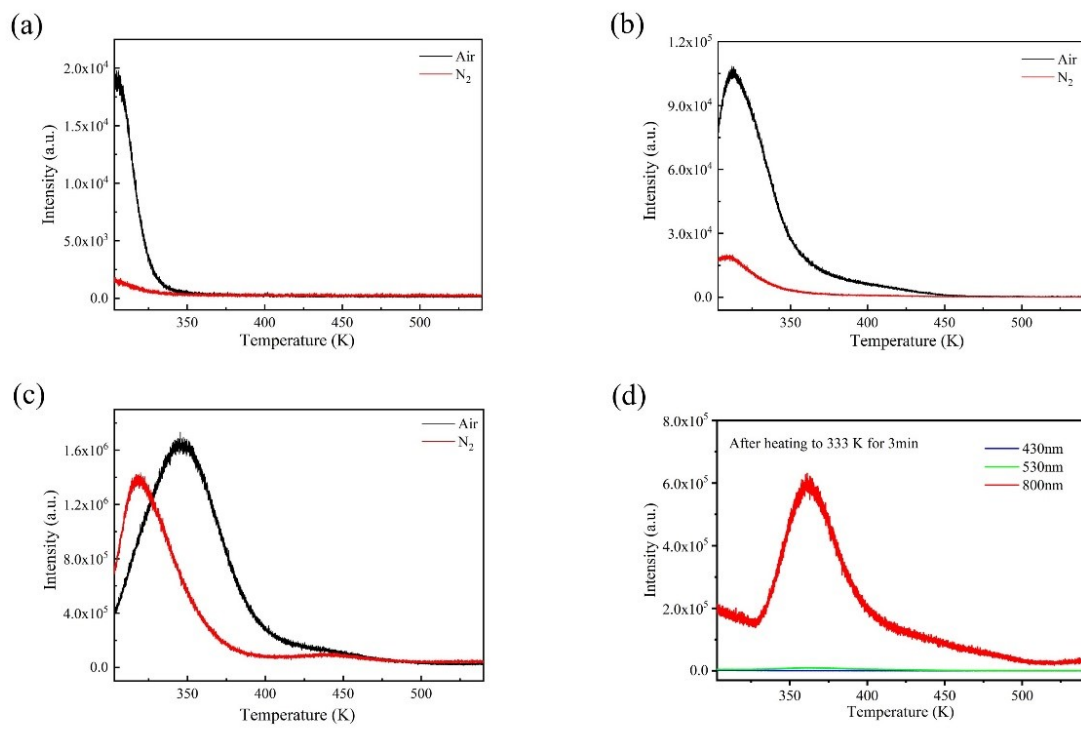 (a)
Air
N₂
2.0x10⁴
1.5x10⁴
1.0x10⁴
5.0x10³
0.0
Intensity (a.u.)
350 400 450 500
Temperature (K)
(b)
Air
N₂
1.2x10⁵
9.0x10⁴
6.0x10⁴
3.0x10⁴
0.0
Intensity (a.u.)
350 400 450 500
Temperature (K)
(c)
Air
N₂
1.6x10⁶
1.2x10⁶
8.0x10⁵
4.0x10⁵
0.0
Intensity (a.u.)
350 400 450 500
Temperature (K)
(d)
After heating to 333 K for 3min
430nm
530nm
800nm
8.0x10⁵
6.0x10⁵
4.0x10⁵
2.0x10⁵
0.0
Intensity (a.u.)
350 400 450 500
Temperature (K)